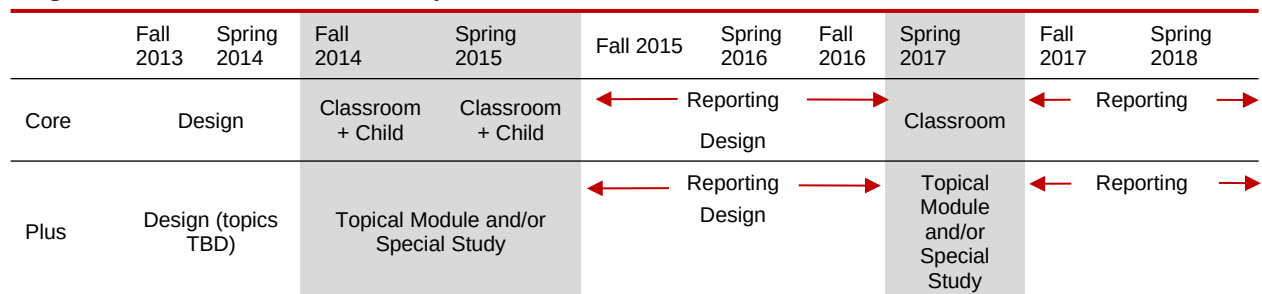 Fall 2013 Spring 2014 Fall 2014 Spring 2015 Fall 2015 Spring 2016 Fall 2016 Spring 2017 Fall 2017 Spring 2018
Core
Design
Classroom
+ Child
Classroom
+ Child
Reporting
Design
Classroom
Reporting
Plus
Design (topics
TBD)
Topical Module and/or
Special Study
Reporting
Design
Topical
Module
and/or
Special
Study
Reporting